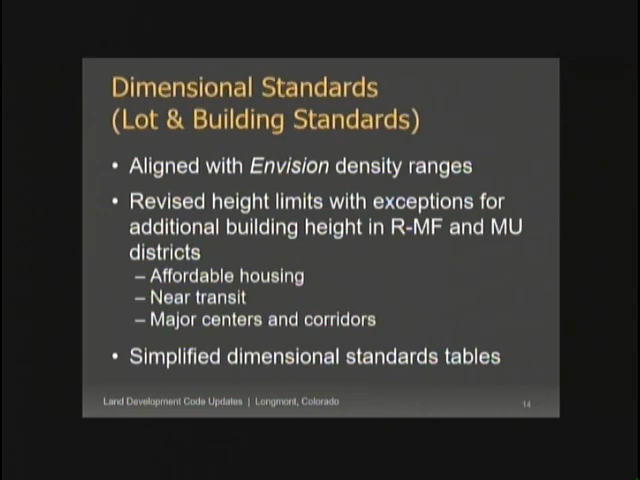 Dimensional Standards
(Lot & Building Standards)
• Aligned with Envision density ranges
• Revised height limits with exceptions for
additional building height in R-MF and MU
districts
– Affordable housing
– Near transit
– Major centers and corridors
• Simplified dimensional standards tables
Land Development Code Updates | Longmont, Colorado
14